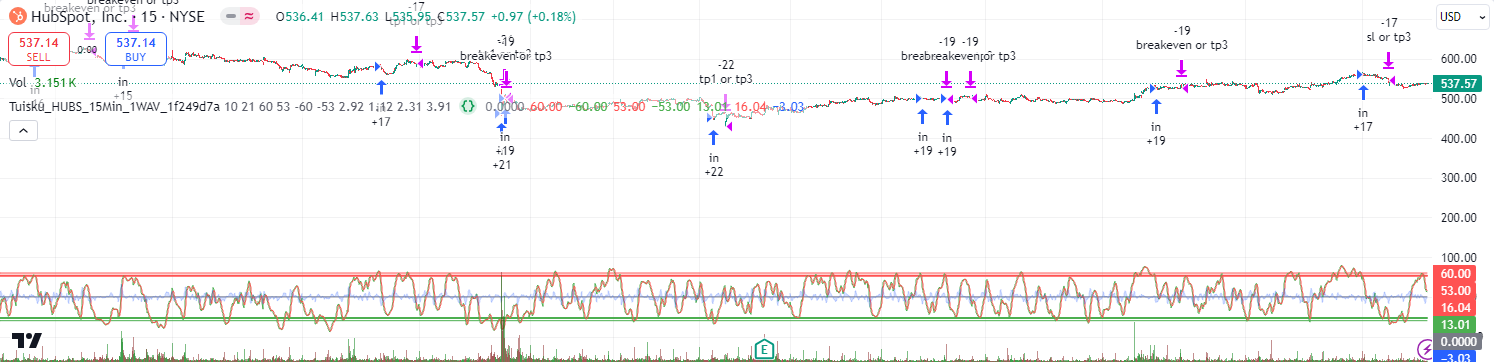 breakeven or tp3
breakeven or tp3
HubSpot, Inc. · 15 · NYSE
O536.41 H537.63 L535.95 C537.57 +0.97 (+0.18%)
USD
537.14
SELL
0.00
537.14
BUY
Vol 3.151 K
Tuisku_HUBS_15Min_1WAV_1f249d7a 10 21 60 53 -60 -53 2.92 1.12 2.31 3.91
0.0000 60.00 −60.00 53.00 −53.00 13.01 16.04 −3.03
in
+15
-17
tp1 or tp3
in
+17
-19
breakeven or tp3
in
+19
+21
-22
tp1 or tp3
in
+22
-19
-19
breakeven or tp3
in
+19
in
+19
-19
breakeven or tp3
in
+19
-17
sl or tp3
in
+17
600.00
537.57
500.00
400.00
300.00
200.00
100.00
60.00
53.00
16.04
13.01
0.0000
−3.03
E